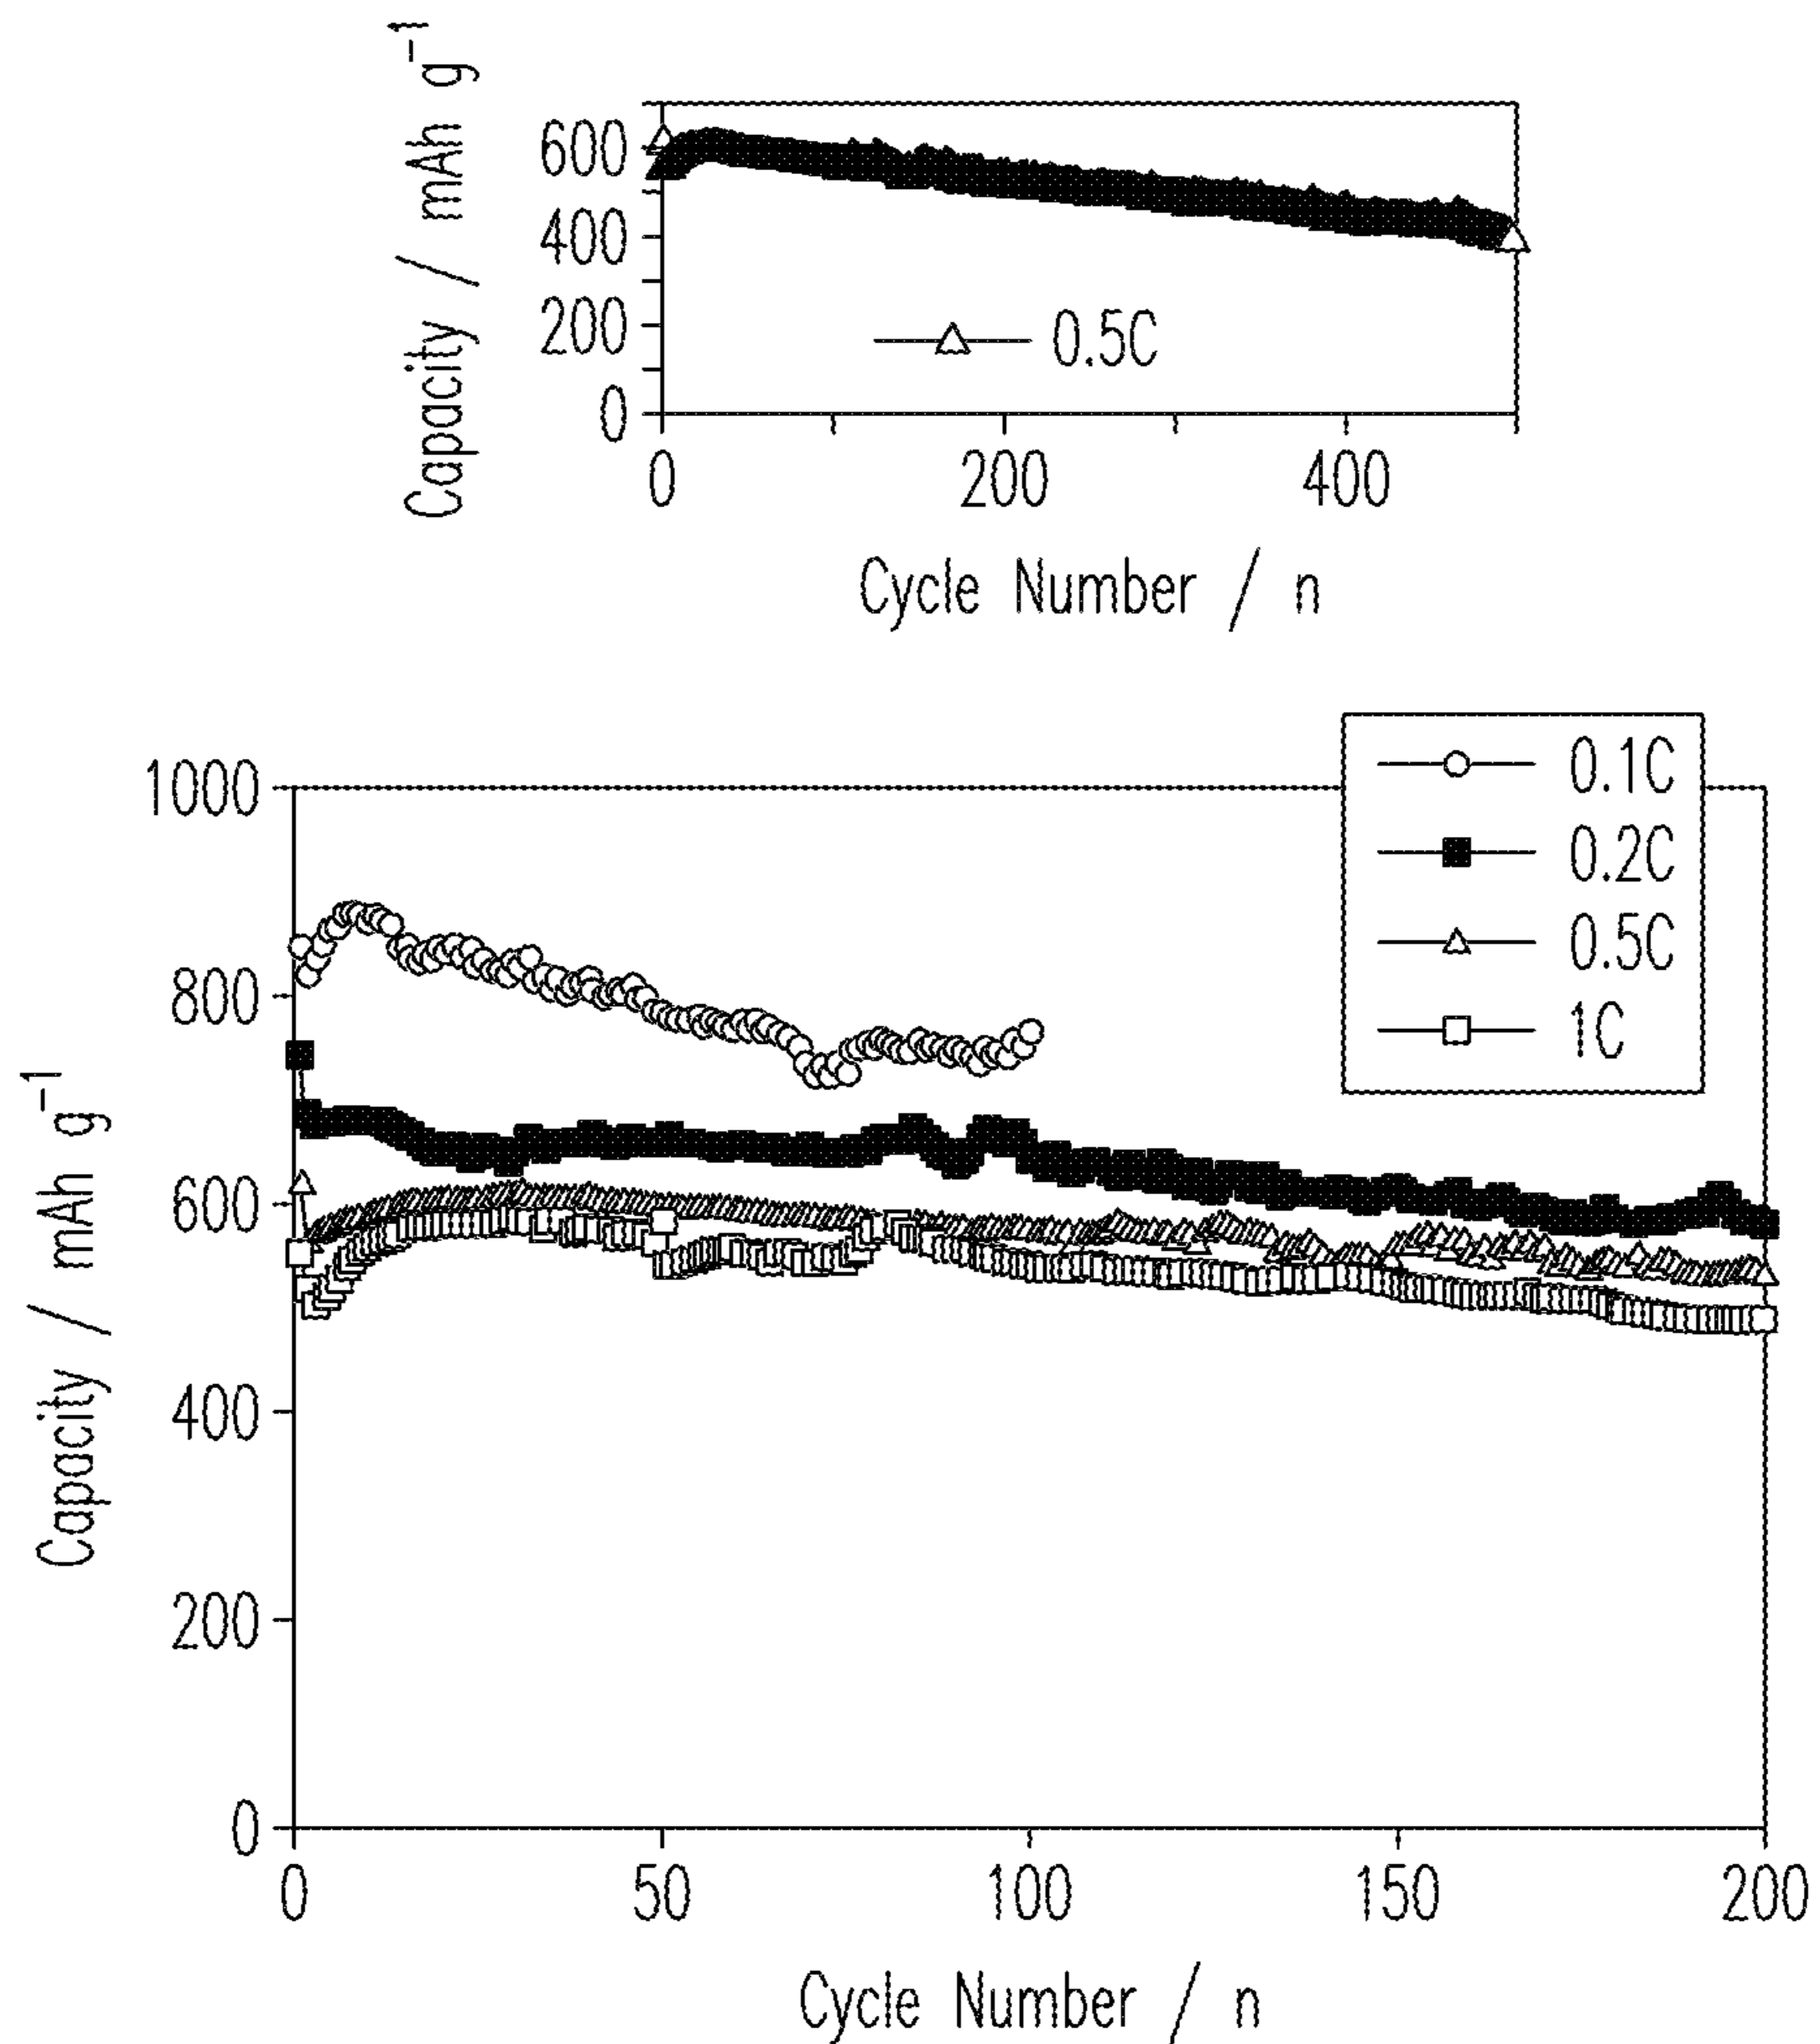 Capacity / mAh g⁻¹
600
400
200
0
0.5C
0 200 400
Cycle Number / n
0.1C
0.2C
0.5C
1C
Capacity / mAh g⁻¹
1000
800
600
400
200
0
0 50 100 150 200
Cycle Number / n